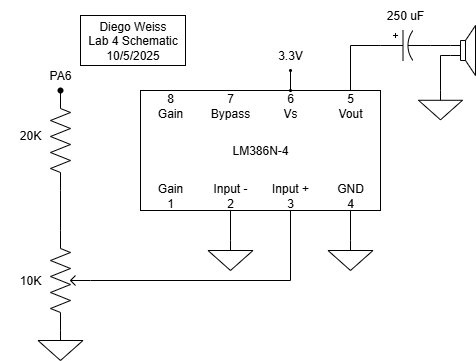 Diego Weiss
Lab 4 Schematic
10/5/2025
250 uF
+
3.3V
PA6
8 7 6 5
Gain Bypass Vs Vout
20K
LM386N-4
Gain Input - Input + GND
1 2 3 4
10K